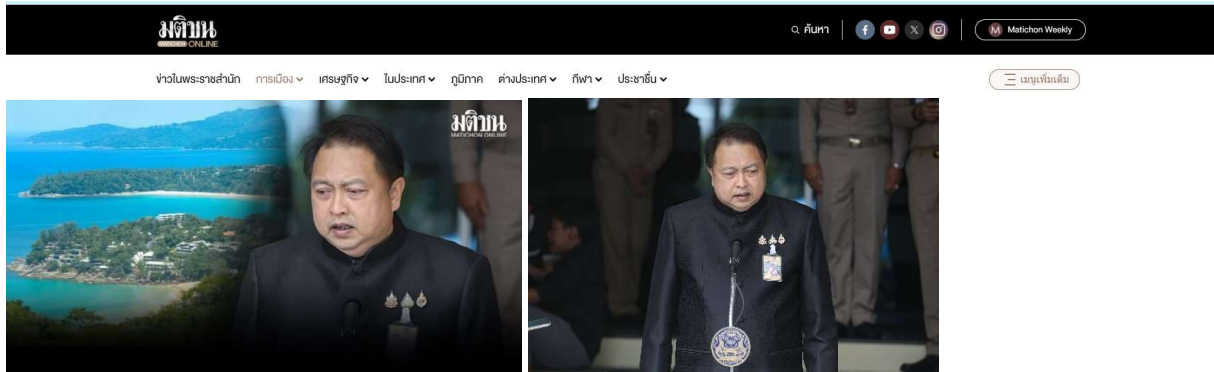 มติชน
MATICHON ONLINE
ค้นหา
M Matichon Weekly
ข่าวในพระราชสำนัก การเมือง เศรษฐกิจ ในประเทศ ภูมิภาค ต่างประเทศ กีฬา ประชาชื่น
เมนูเพิ่มเติม
มติชน
MATICHON ONLINE